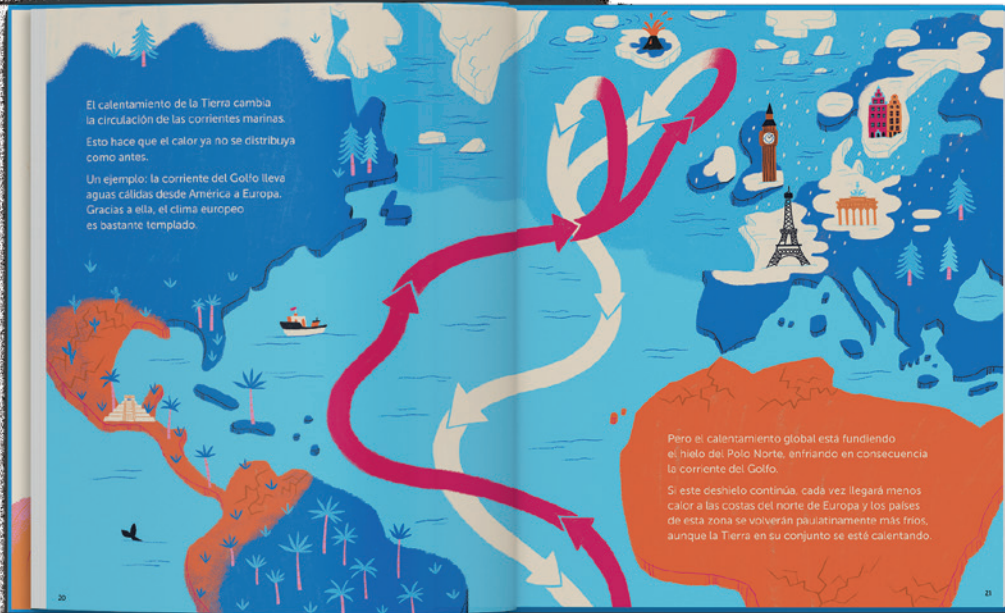 El calentamiento de la Tierra cambia
la circulación de las corrientes marinas.
Esto hace que el calor ya no se distribuya
como antes.
Un ejemplo: la corriente del Golfo lleva
aguas cálidas desde América a Europa.
Gracias a ella, el clima europeo
es bastante templado.
Pero el calentamiento global está fundiendo
el hielo del Polo Norte, enfriando en consecuencia
la corriente del Golfo.
Si este deshielo continúa, cada vez llegará menos
calor a las costas del norte de Europa y los países
de esta zona se volverán paulatinamente más fríos,
aunque la Tierra en su conjunto se esté calentando.
20
21